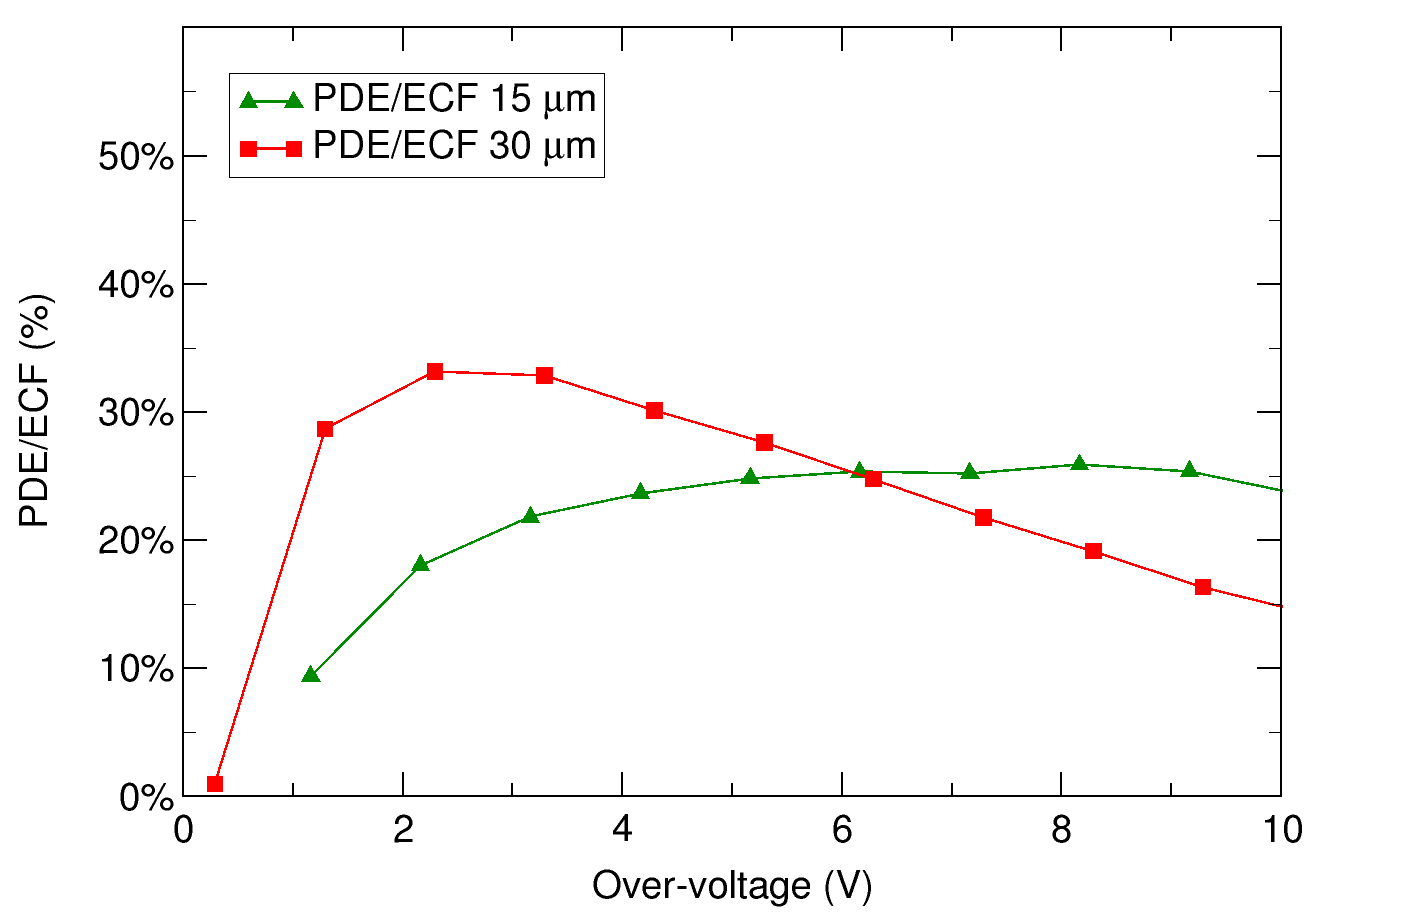 PDE/ECF 15 μm
PDE/ECF 30 μm
50%
40%
30%
20%
10%
0%
PDE/ECF (%)
0 2 4 6 8 10
Over-voltage (V)